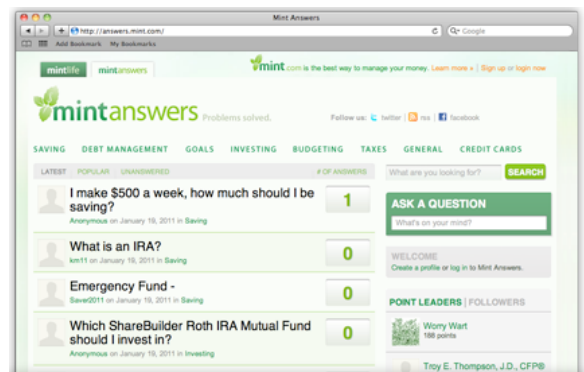 Mint Answers
http://answers.mint.com/
Google
Add Bookmark My Bookmarks
mintlife mintanswers
mint.com is the best way to manage your money. Learn more » | Sign up or login now
mintanswers Problems solved.
Follow us: twitter | rss | facebook
SAVING DEBT MANAGEMENT GOALS INVESTING BUDGETING TAXES GENERAL CREDIT CARDS
LATEST POPULAR UNANSWERED # OF ANSWERS
What are you looking for? SEARCH
I make $500 a week, how much should I be
saving?
Anonymous on January 19, 2011 in Saving
1
ASK A QUESTION
What's on your mind?
What is an IRA?
km11 on January 19, 2011 in Saving
0
WELCOME
Create a profile or log in to Mint Answers.
Emergency Fund -
Saver2011 on January 19, 2011 in Saving
0
POINT LEADERS | FOLLOWERS
Which ShareBuilder Roth IRA Mutual Fund
should I invest in?
Anonymous on January 19, 2011 in Investing
0
Worry Wart
188 points
Troy E. Thompson, J.D., CFP®